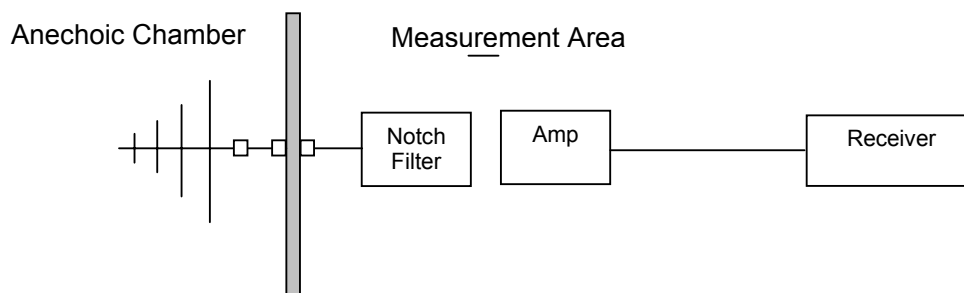 Anechoic Chamber
Measurement Area
Notch
Filter
Amp
Receiver